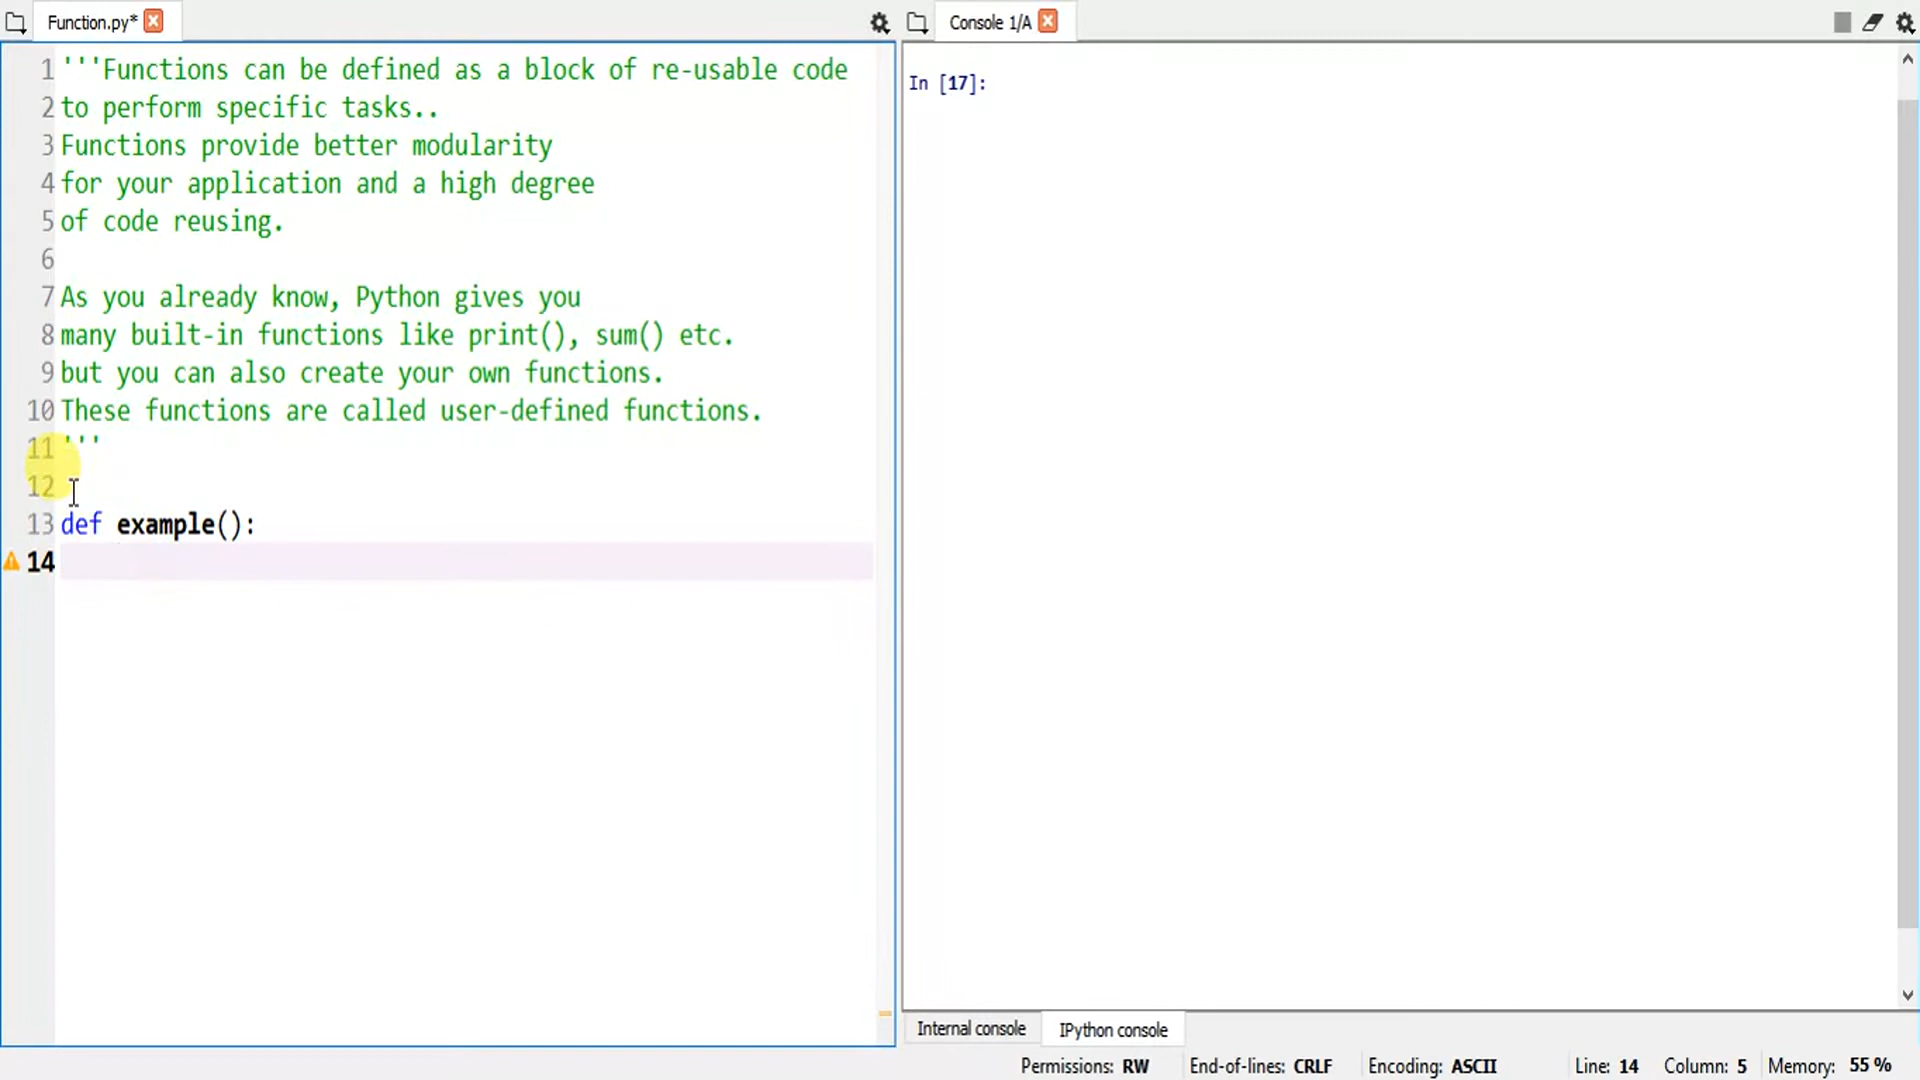 Function.py*
Console 1/A
1 '''Functions can be defined as a block of re-usable code
2 to perform specific tasks..
3 Functions provide better modularity
4 for your application and a high degree
5 of code reusing.
6
7 As you already know, Python gives you
8 many built-in functions like print(), sum() etc.
9 but you can also create your own functions.
10 These functions are called user-defined functions.
11 '''
12
13 def example():
14
In [17]:
Internal console
IPython console
Permissions: RW
End-of-lines: CRLF
Encoding: ASCII
Line: 14
Column: 5
Memory: 55 %